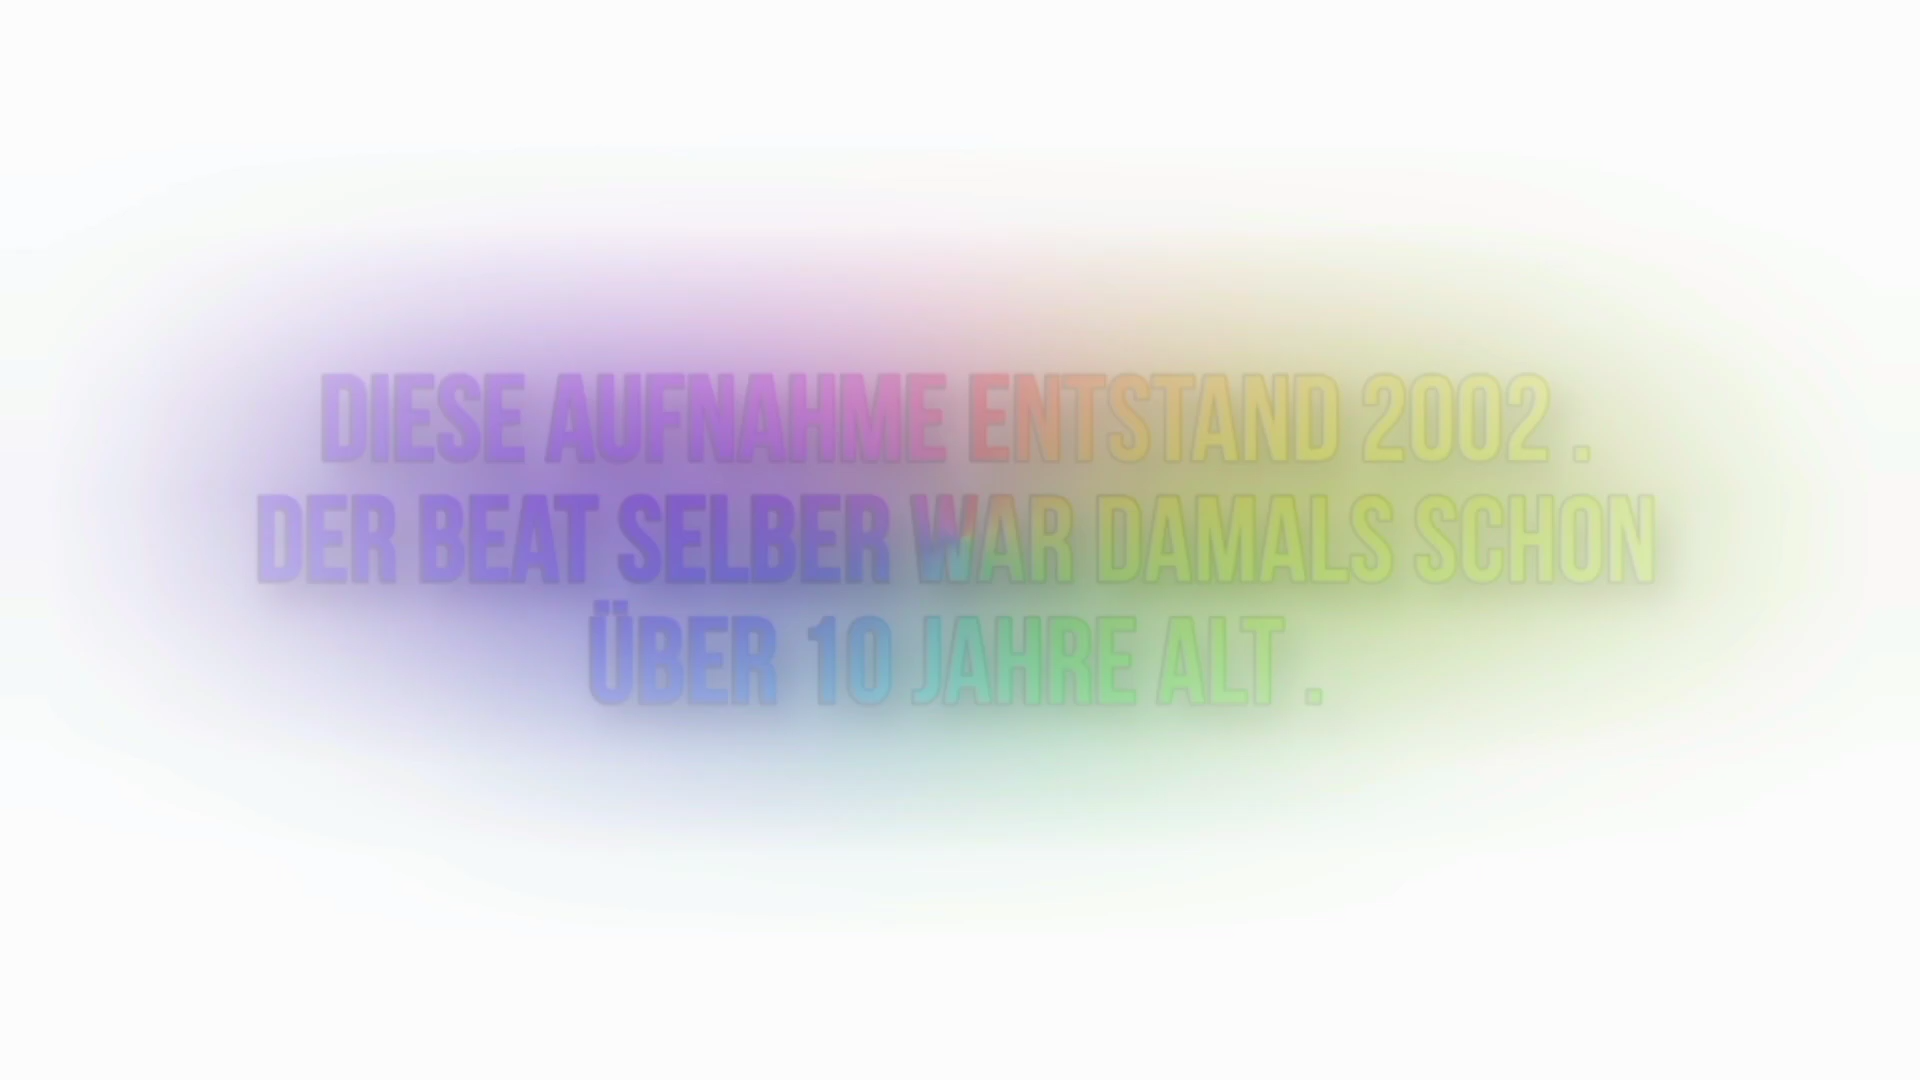 DIESE AUFNAHME ENTSTAND 2002 .
DER BEAT SELBER WAR DAMALS SCHON
ÜBER 10 JAHRE ALT .